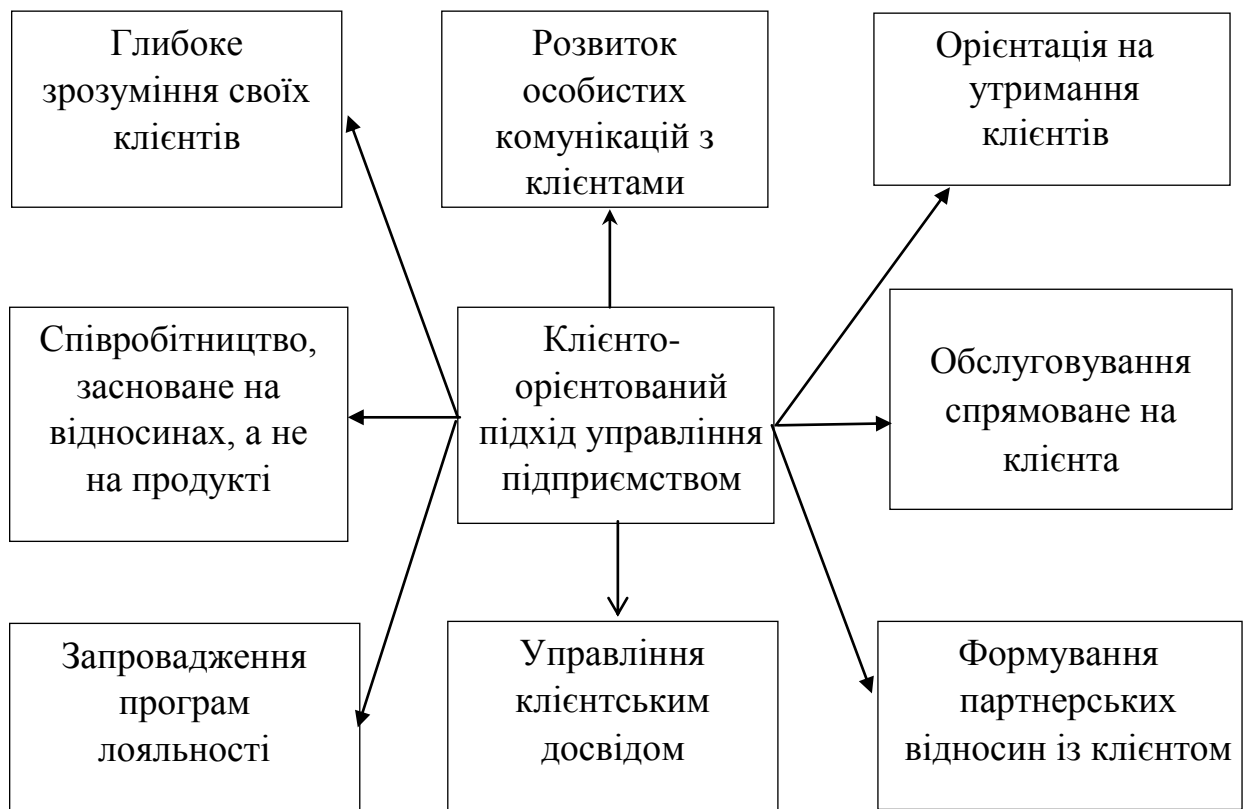 Глибоке
зрозуміння своїх
клієнтів
Розвиток
особистих
комунікацій з
клієнтами
Орієнтація на
утримання
клієнтів
Співробітництво,
засноване на
відносинах, а не
на продукті
Клієнто-
орієнтований
підхід управління
підприємством
Обслуговування
спрямоване на
клієнта
Запровадження
програм
лояльності
Управління
клієнтським
досвідом
Формування
партнерських
відносин із клієнтом